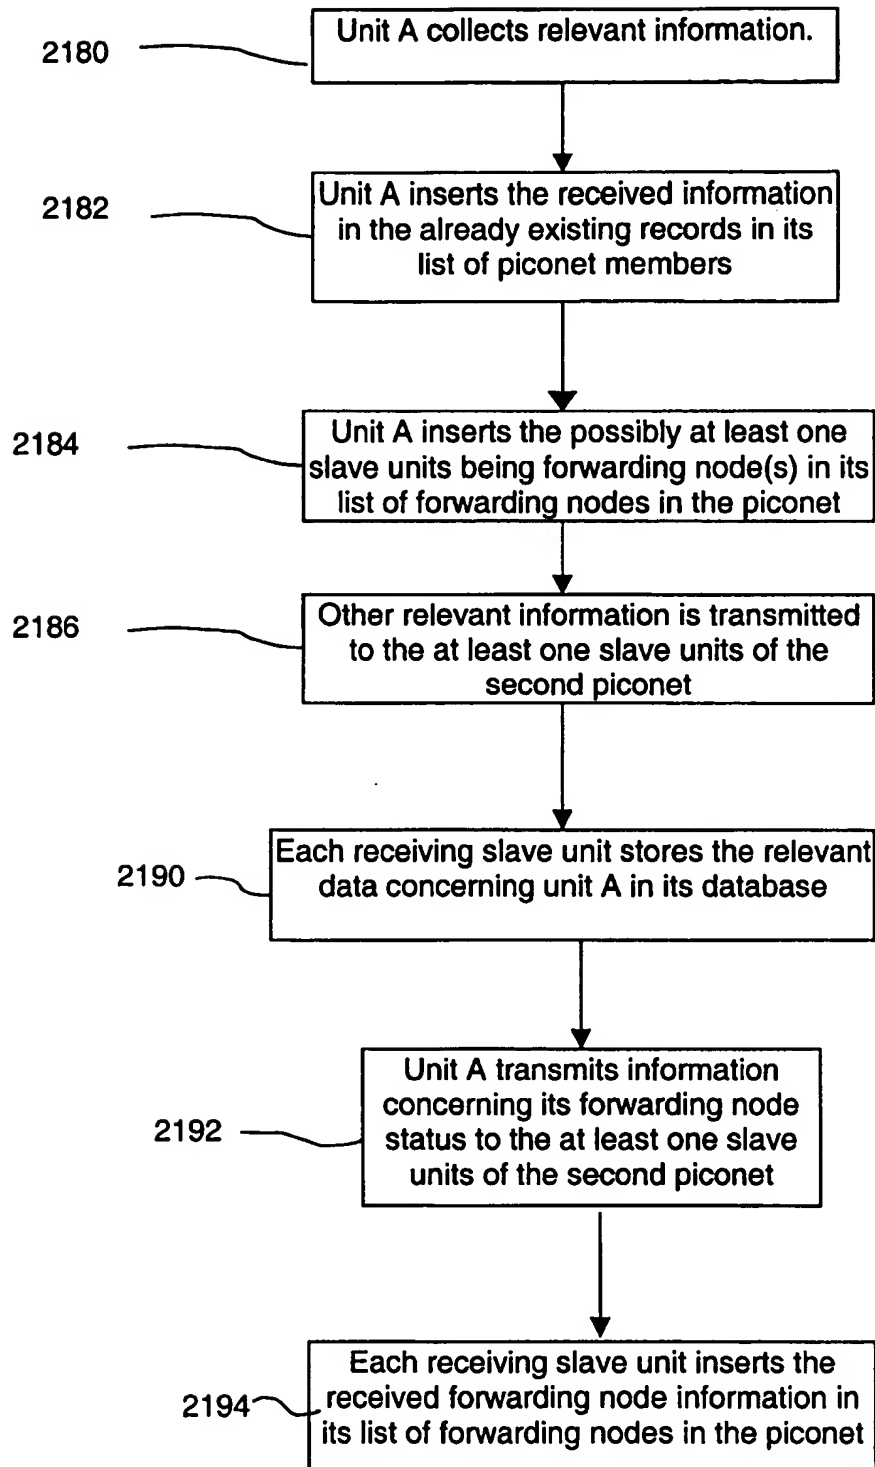 2180
Unit A collects relevant information.
2182
Unit A inserts the received information
in the already existing records in its
list of piconet members
2184
Unit A inserts the possibly at least one
slave units being forwarding node(s) in its
list of forwarding nodes in the piconet
2186
Other relevant information is transmitted
to the at least one slave units of the
second piconet
2190
Each receiving slave unit stores the relevant
data concerning unit A in its database
2192
Unit A transmits information
concerning its forwarding node
status to the at least one slave
units of the second piconet
2194
Each receiving slave unit inserts the
received forwarding node information in
its list of forwarding nodes in the piconet